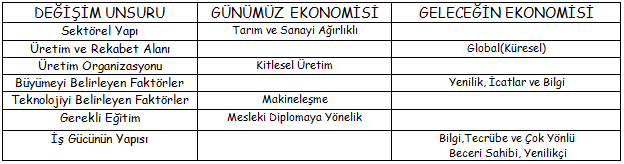 DEĞİŞİM UNSURU GÜNÜMÜZ EKONOMİSİ GELECEĞİN EKONOMİSİ
Sektörel Yapı Tarım ve Sanayi Ağırlıklı
Üretim ve Rekabet Alanı Global(Küresel)
Üretim Organizasyonu Kitlesel Üretim
Büyümeyi Belirleyen Faktörler Yenilik, İcatlar ve Bilgi
Teknolojiyi Belirleyen Faktörler Makineleşme
Gerekli Eğitim Mesleki Diplomaya Yönelik
İş Gücünün Yapısı Bilgi,Tecrübe ve Çok Yönlü
Beceri Sahibi, Yenilikçi